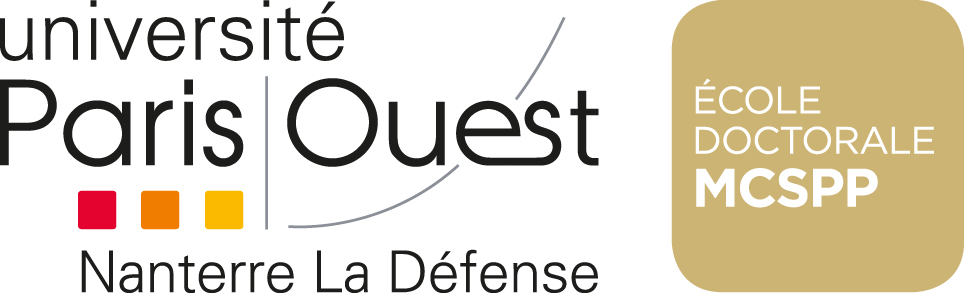 université
Paris Ouest
Nanterre La Défense
ÉCOLE
DOCTORALE
MCSPP